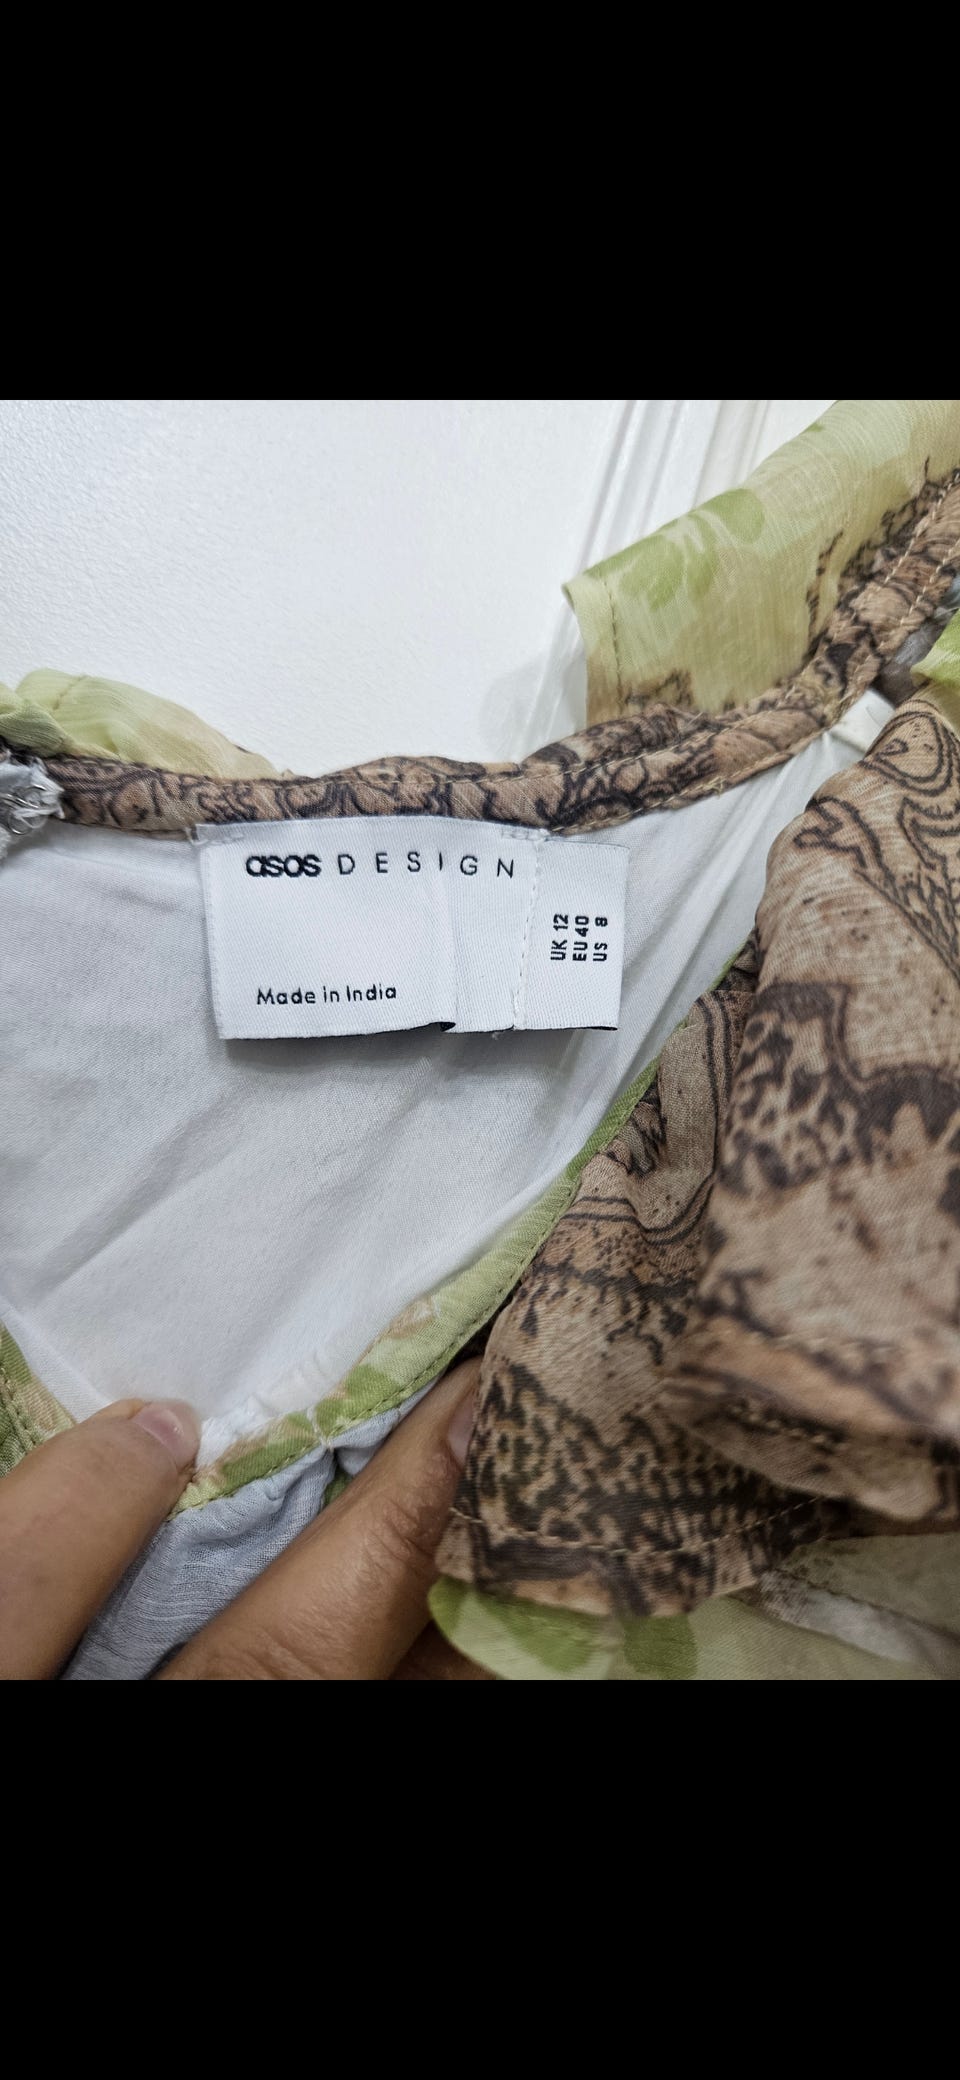 asos DESIGN
Made in India
UK 12
EU 40
US 8